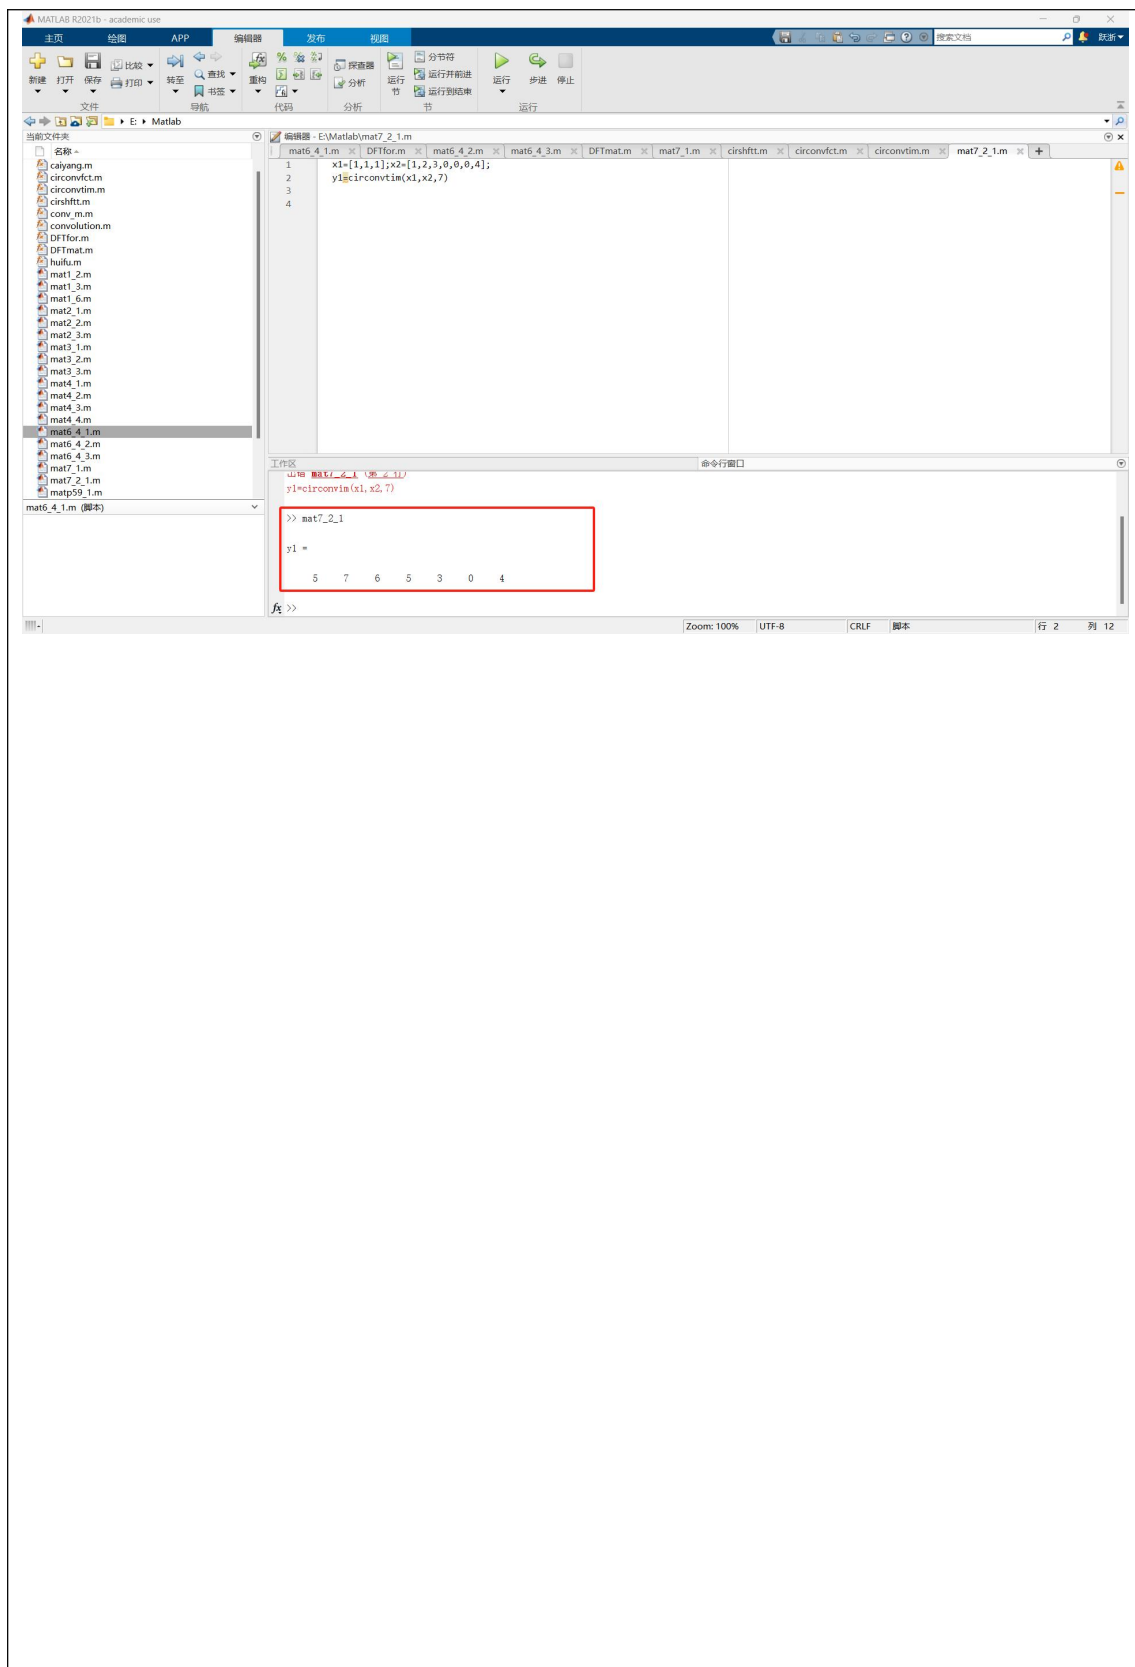 MATLAB R2021b - academic use
主页 绘图 APP 编辑器 发布 视图 搜索文档 跃浙
新建 打开 保存 比较 打印 转至 查找 书签 重构 探查器 分析 运行节 分节符 运行并前进 运行到结束 运行 步进 停止
文件 导航 代码 分析 节 运行
E: Matlab
当前文件夹
名称
caiyang.m
circonvfct.m
circonvtim.m
cirshftt.m
conv_m.m
convolution.m
DFTfor.m
DFTmat.m
huifu.m
mat1_2.m
mat1_3.m
mat1_6.m
mat2_1.m
mat2_2.m
mat2_3.m
mat3_1.m
mat3_2.m
mat3_3.m
mat4_1.m
mat4_2.m
mat4_3.m
mat4_4.m
mat6_4_1.m
mat6_4_2.m
mat6_4_3.m
mat7_1.m
mat7_2_1.m
matp59_1.m
mat6_4_1.m (脚本)
编辑器 - E:\Matlab\mat7_2_1.m
mat6_4_1.m DFTfor.m mat6_4_2.m mat6_4_3.m DFTmat.m mat7_1.m cirshftt.m circonvfct.m circonvtim.m mat7_2_1.m
1 x1=[1,1,1];x2=[1,2,3,0,0,0,4];
2 y1=circonvtim(x1,x2,7)
3
4
工作区 命令行窗口
出错 mat7_2_1 (第 2 行)
y1=circonvim(x1,x2,7)
>> mat7_2_1
y1 =
5 7 6 5 3 0 4
fx >>
Zoom: 100% UTF-8 CRLF 脚本 行 2 列 12